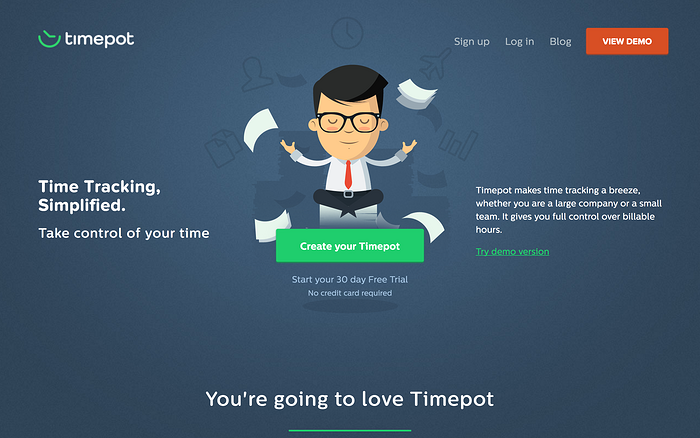 timepot
Sign up
Log in
Blog
VIEW DEMO
Time Tracking,
Simplified.
Take control of your time
Timepot makes time tracking a breeze,
whether you are a large company or a small
team. It gives you full control over billable
hours.
Try demo version
Create your Timepot
Start your 30 day Free Trial
No credit card required
You're going to love Timepot